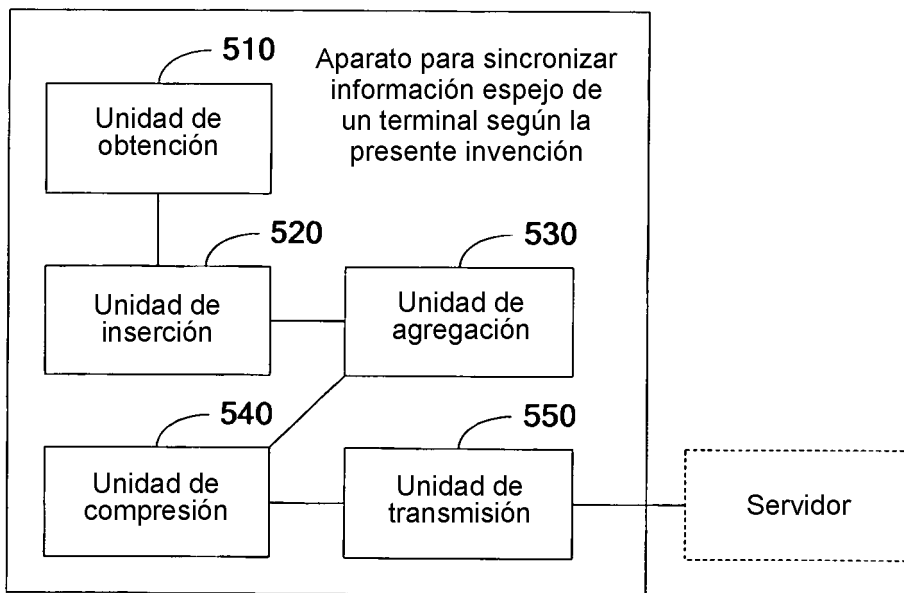 510
Aparato para sincronizar
información espejo de
un terminal según la
presente invención
Unidad de
obtención
520
530
Unidad de
inserción
Unidad de
agregación
540
550
Unidad de
compresión
Unidad de
transmisión
Servidor